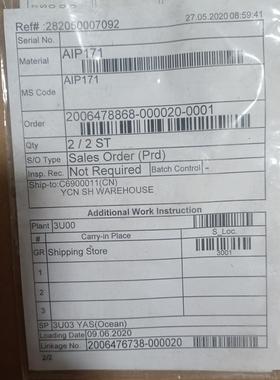 Ref# :282060007092
27.05.2020 08:59:41
Serial No.
Material AIP171
MS Code AIP171
Order 2006478868-000020-0001
Q'ty 2 / 2 ST
S/O Type Sales Order (Prd)
Insp. Rec. Not Required Batch Control -
Ship-to:C6900011(CN)
YCN SH WAREHOUSE
Additional Work Instruction
Plant 3U00
# Carry-in Place S_Loc.
GR Shipping Store 3001
1
2
3
SP 3U03 YAS(Ocean)
Loading Date 09.06.2020
Linkage No. 2006476738-000020
2/2